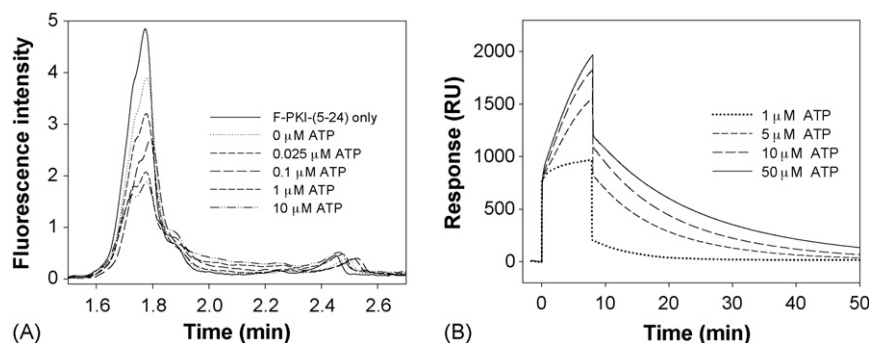 Fluorescence intensity
5
4
3
2
1
0
F-PKI-(5-24) only
0 μM ATP
0.025 μM ATP
0.1 μM ATP
1 μM ATP
10 μM ATP
1.6 1.8 2.0 2.2 2.4 2.6
Time (min)
(A)
Response (RU)
2000
1500
1000
500
0
1 μM ATP
5 μM ATP
10 μM ATP
50 μM ATP
0 10 20 30 40 50
Time (min)
(B)